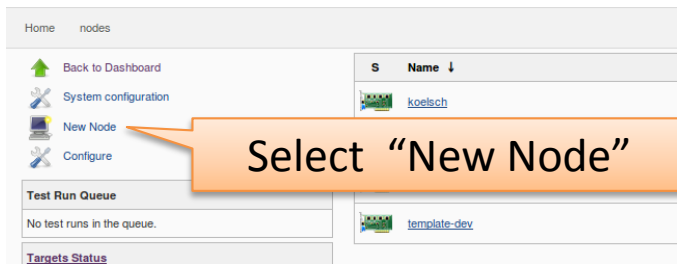 Home nodes
Back to Dashboard
System configuration
New Node
Configure
Test Run Queue
No test runs in the queue.
Targets Status
S Name ↓
koelsch
template-dev
Select “New Node”